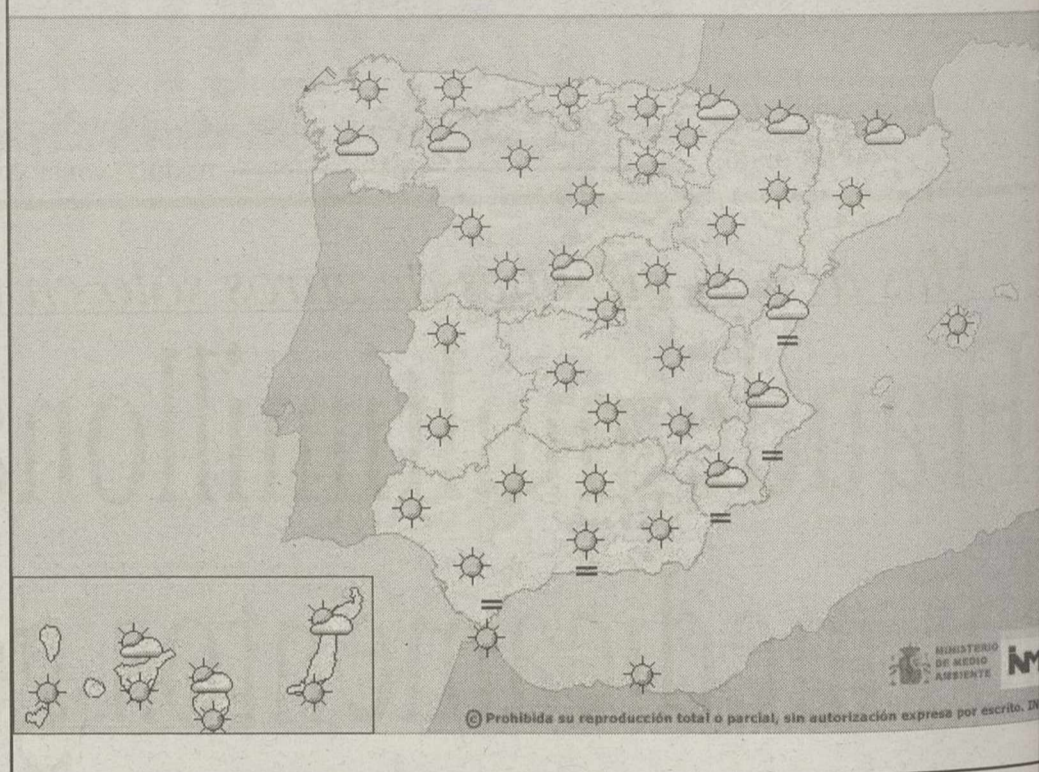 MINISTERIO
DE MEDIO
AMBIENTE
© Prohibida su reproducción total o parcial, sin autorización expresa por escrito.